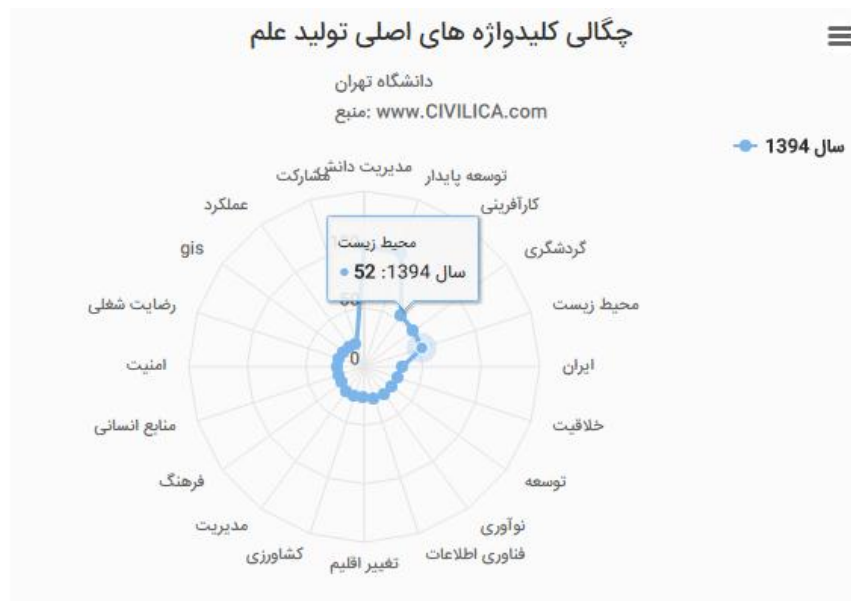 چگالی کلیدواژه های اصلی تولید علم
دانشگاه تهران
منبع: www.CIVILICA.com
سال 1394
مدیریت دانش
توسعه پایدار
کارآفرینی
گردشگری
محیط زیست
ایران
خلاقیت
توسعه
نوآوری
فناوری اطلاعات
تغییر اقلیم
کشاورزی
مدیریت
فرهنگ
منابع انسانی
امنیت
رضایت شغلی
gis
عملکرد
مشارکت
محیط زیست
سال 1394: 52
50
0